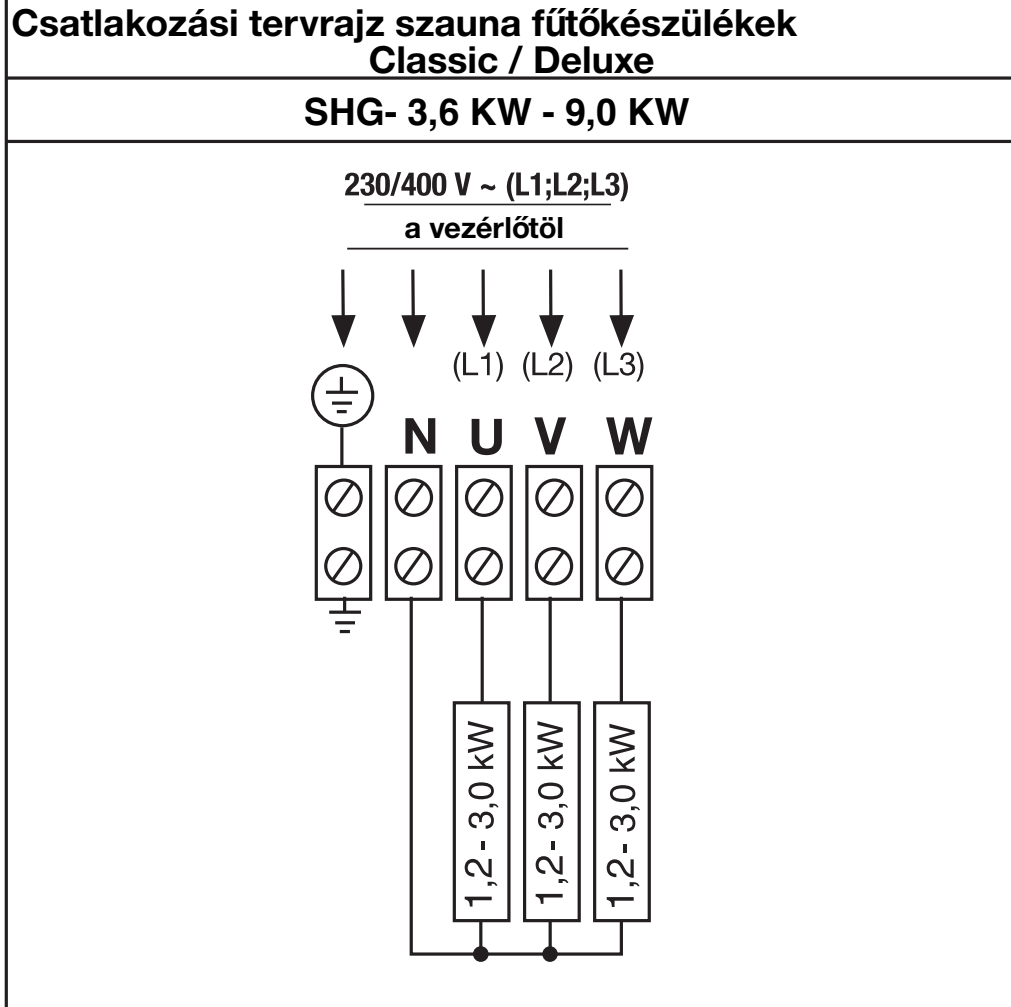 Csatlakozási tervrajz szauna fűtőkészülékek
Classic / Deluxe
SHG- 3,6 KW - 9,0 KW
230/400 V ~ (L1;L2;L3)
a vezérlőtöl
(L1) (L2) (L3)
N U V W
1,2 - 3,0 kW
1,2 - 3,0 kW
1,2 - 3,0 kW